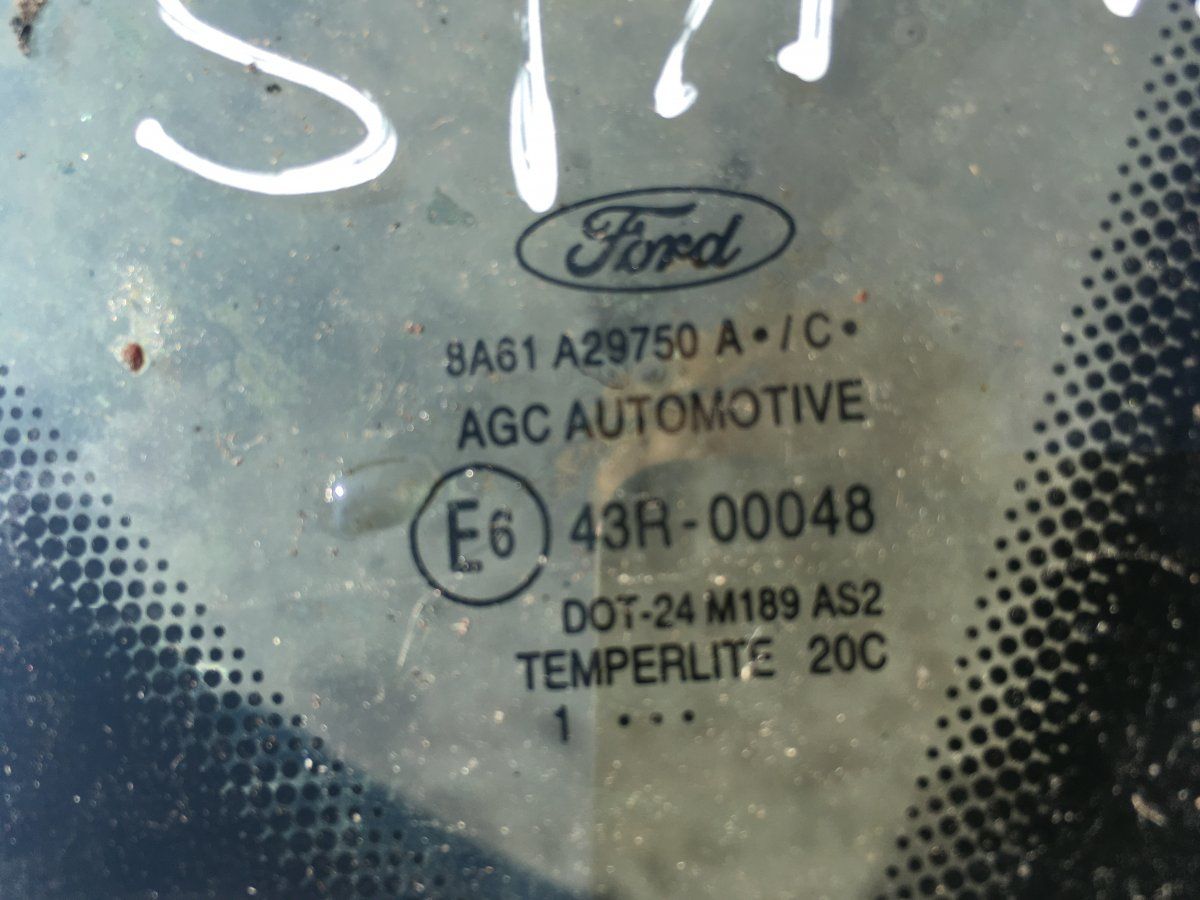 Ford
8A61 A29750 A•/C•
AGC AUTOMOTIVE
E6 43R-00048
DOT-24 M189 AS2
TEMPERLITE 20C
1 •••